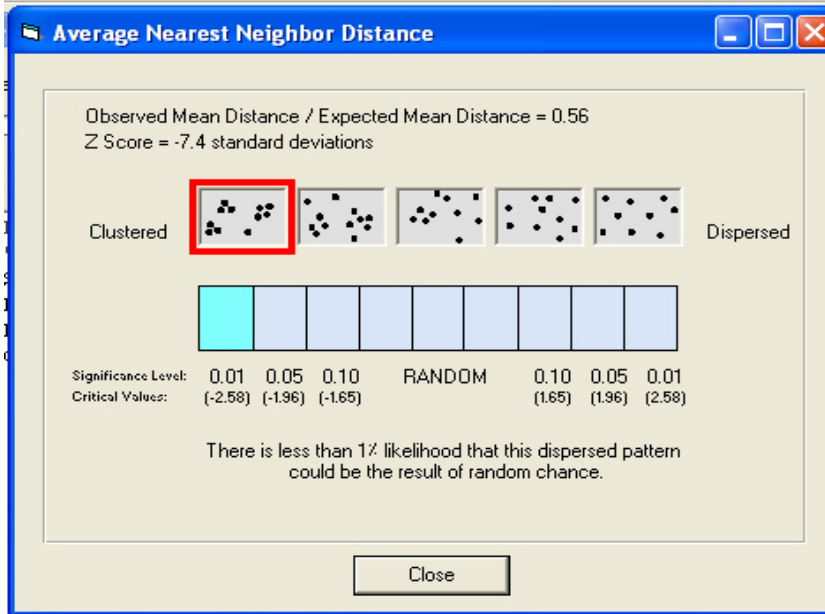 Average Nearest Neighbor Distance
Observed Mean Distance / Expected Mean Distance = 0.56
Z Score = -7.4 standard deviations
Clustered
Dispersed
Significance Level: 0.01 0.05 0.10 RANDOM 0.10 0.05 0.01
Critical Values: (-2.58) (-1.96) (-1.65) (1.65) (1.96) (2.58)
There is less than 1% likelihood that this dispersed pattern
could be the result of random chance.
Close